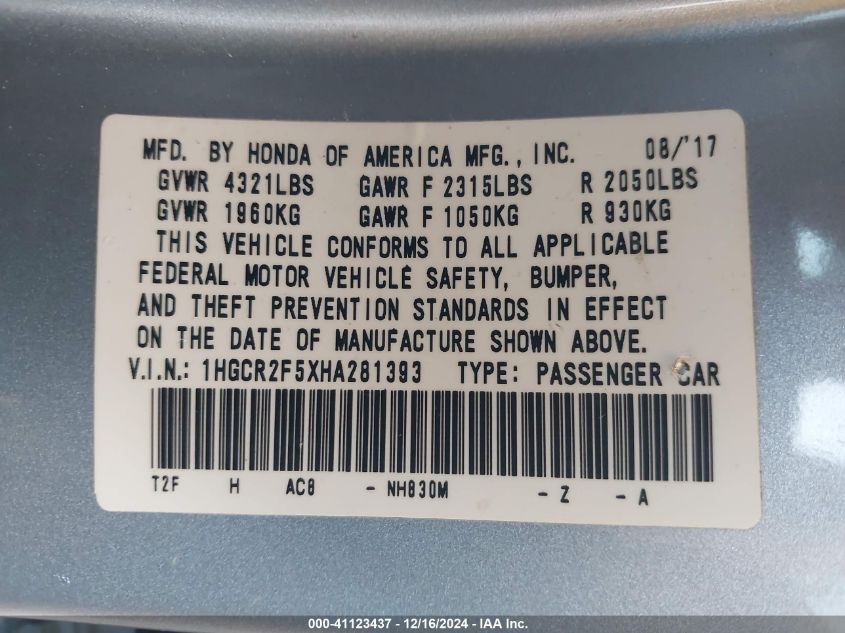 MFD. BY HONDA OF AMERICA MFG., INC. 08/'17
GVWR 4321LBS GAWR F 2315LBS R 2050LBS
GVWR 1960KG GAWR F 1050KG R 930KG
THIS VEHICLE CONFORMS TO ALL APPLICABLE
FEDERAL MOTOR VEHICLE SAFETY, BUMPER,
AND THEFT PREVENTION STANDARDS IN EFFECT
ON THE DATE OF MANUFACTURE SHOWN ABOVE.
V.I.N.: 1HGCR2F5XHA281393 TYPE: PASSENGER CAR
T2F H AC8 - NH830M - Z - A
000-41123437 - 12/16/2024 - IAA Inc.